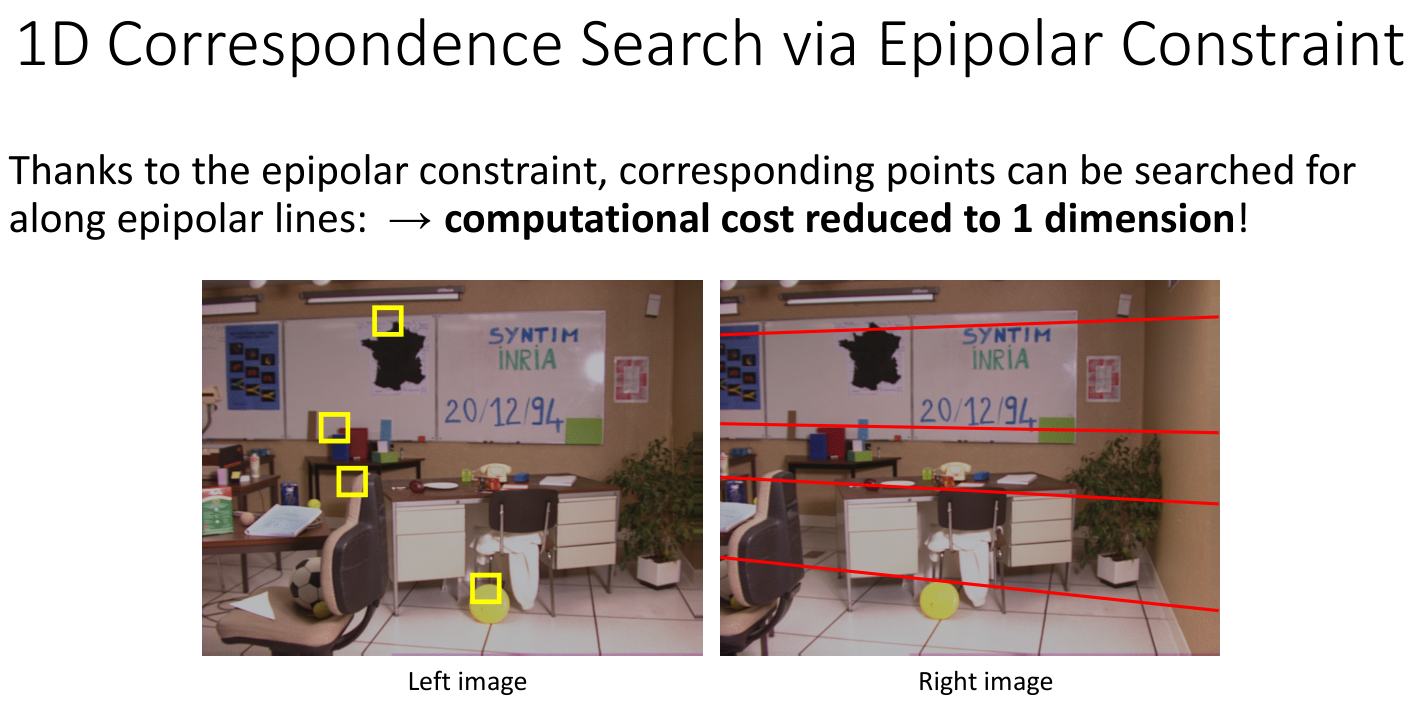 1D Correspondence Search via Epipolar Constraint
Thanks to the epipolar constraint, corresponding points can be searched for
along epipolar lines: → computational cost reduced to 1 dimension!
SYNTIM
INRIA
20/12/94
SYNTIM
INRIA
20/12/94
Left image
Right image